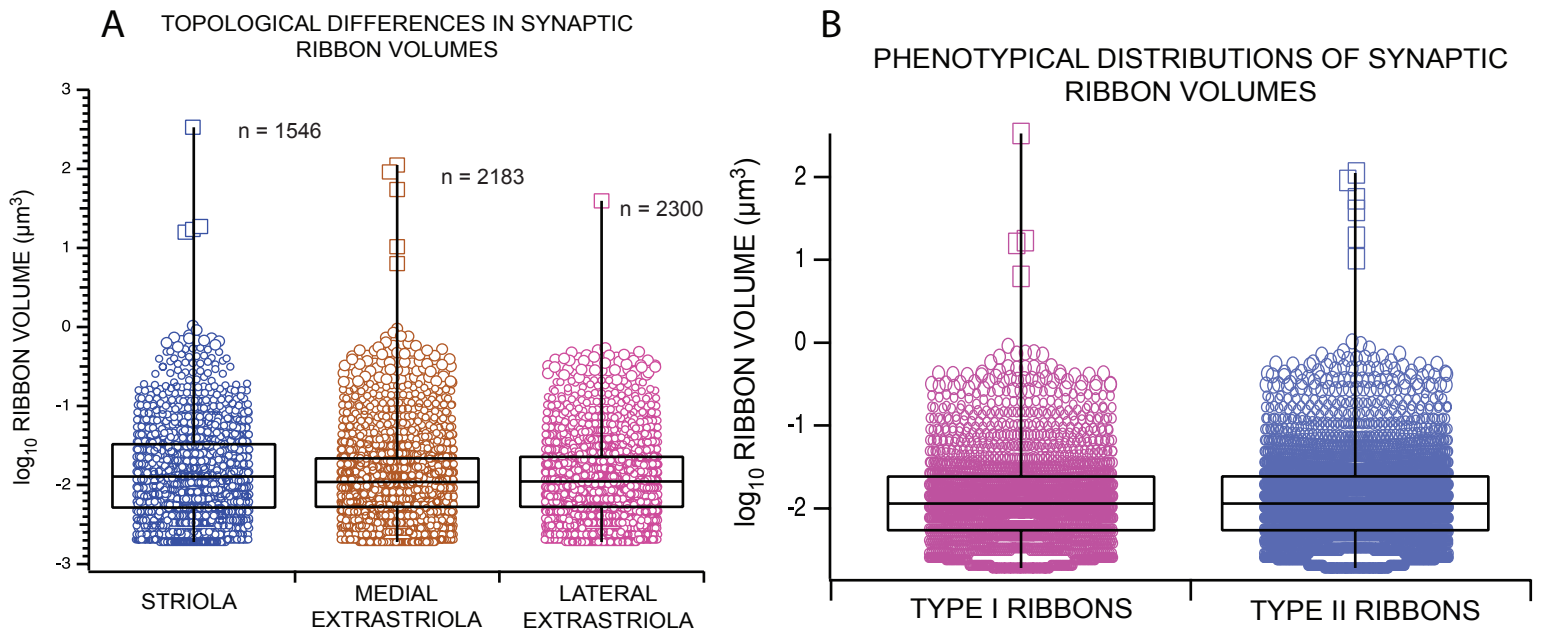 A
TOPOLOGICAL DIFFERENCES IN SYNAPTIC
RIBBON VOLUMES
log10 RIBBON VOLUME (µm3)
3
2
1
0
-1
-2
-3
n = 1546
n = 2183
n = 2300
STRIOLA
MEDIAL
EXTRASTRIOLA
LATERAL
EXTRASTRIOLA
B
PHENOTYPICAL DISTRIBUTIONS OF SYNAPTIC
RIBBON VOLUMES
log10 RIBBON VOLUME (µm3)
2
1
0
-1
-2
TYPE I RIBBONS
TYPE II RIBBONS